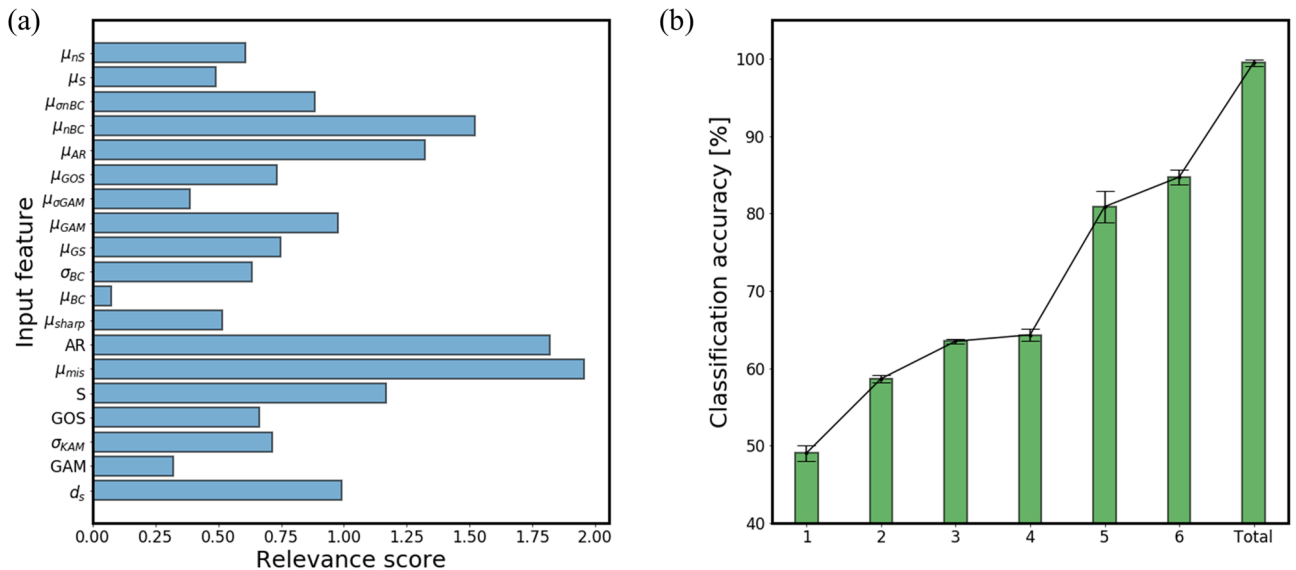 (a)
Input feature
μnS
μS
μσnBC
μnBC
μAR
μGOS
μσGAM
μGAM
μGS
σBC
μBC
μsharp
AR
μmis
S
GOS
σKAM
GAM
ds
0.00 0.25 0.50 0.75 1.00 1.25 1.50 1.75 2.00
Relevance score
(b)
Classification accuracy [%]
100
90
80
70
60
50
40
1 2 3 4 5 6 Total